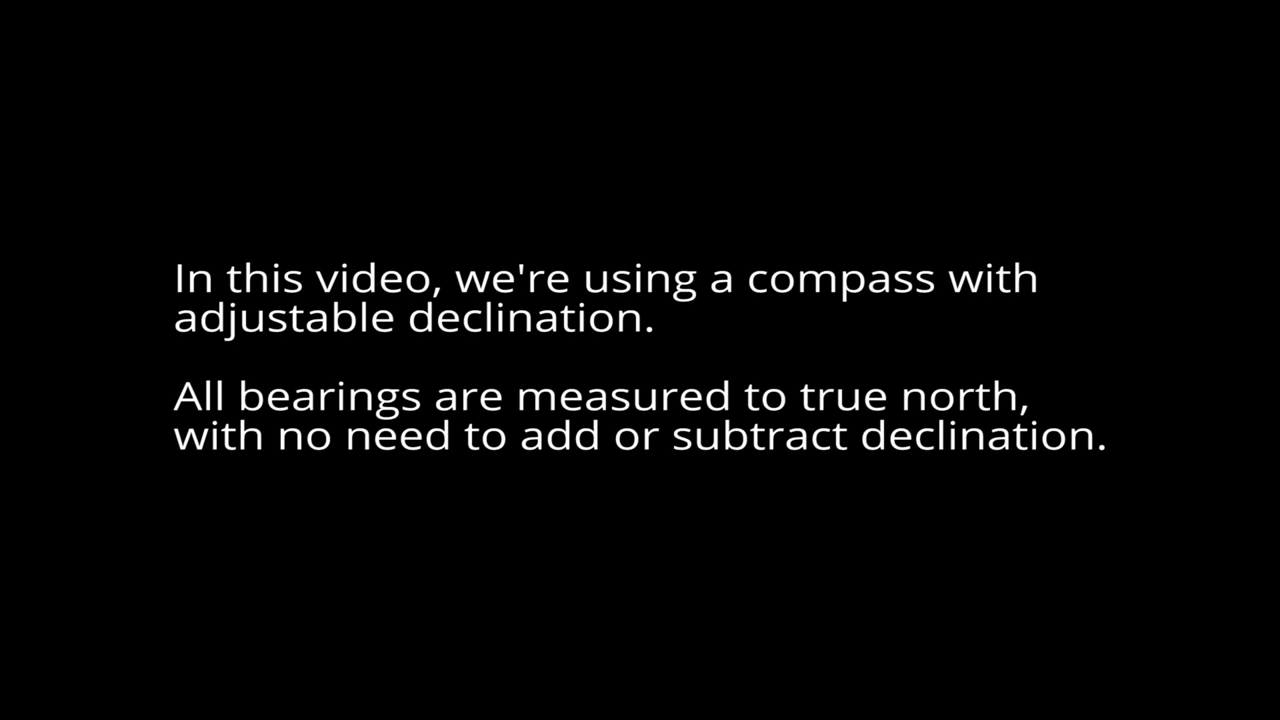 In this video, we're using a compass with
adjustable declination.
All bearings are measured to true north,
with no need to add or subtract declination.